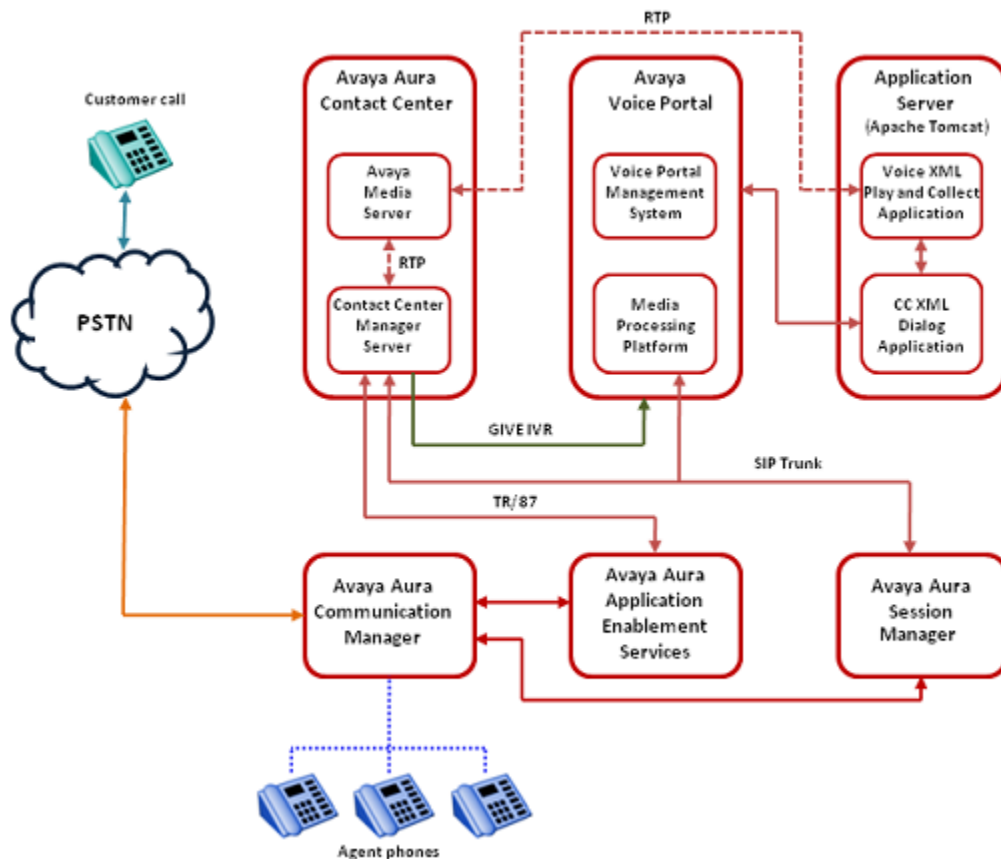 RTP
Avaya Aura
Contact Center
Avaya
Voice Portal
Application
Server
(Apache Tomcat)
Customer call
Avaya
Media
Server
Voice Portal
Management
System
Voice XML
Play and Collect
Application
RTP
PSTN
Contact Center
Manager
Server
Media
Processing
Platform
CC XML
Dialog
Application
GIVE IVR
SIP Trunk
TR/87
Avaya Aura
Communication
Manager
Avaya Aura
Application
Enablement
Services
Avaya Aura
Session
Manager
Agent phones